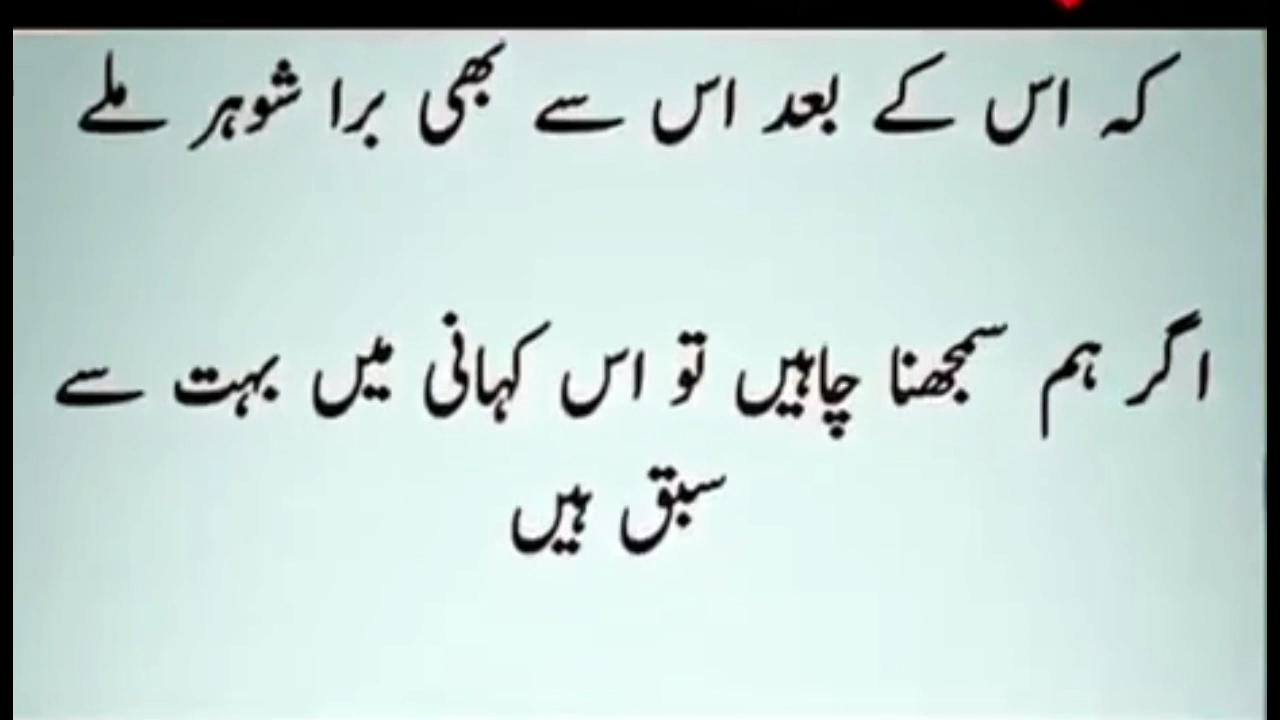 کہ اس کے بعد اس سے بھی برا شوہر ملے
اگر ہم سمجھنا چاہیں تو اس کہانی میں بہت سے
سبق ہیں